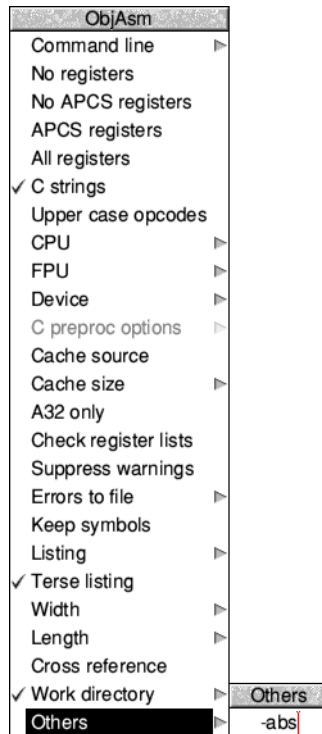 ObjAsm
Command line
No registers
No APCS registers
APCS registers
All registers
C strings
Upper case opcodes
CPU
FPU
Device
C preproc options
Cache source
Cache size
A32 only
Check register lists
Suppress warnings
Errors to file
Keep symbols
Listing
Terse listing
Width
Length
Cross reference
Work directory
Others
Others
-abs